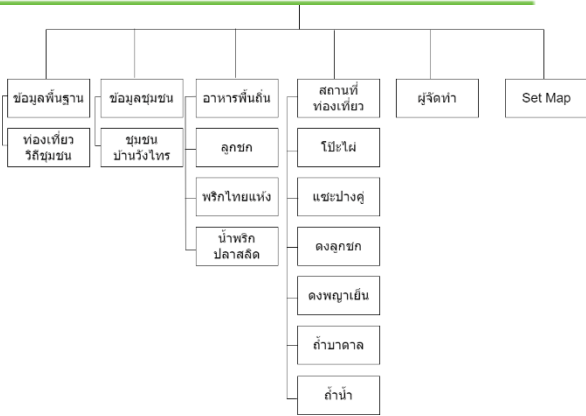 ข้อมูลพื้นฐาน
ข้อมูลชุมชน
อาหารพื้นถิ่น
สถานที่
ท่องเที่ยว
ผู้จัดทำ
Set Map
ท่องเที่ยว
วิถีชุมชน
ชุมชน
บ้านวังไทร
ลูกชก
โป๊ะไผ่
พริกไทยแห้ง
แซะปางคู่
น้ำพริก
ปลาสลิด
ดงลูกชก
ดงพญาเย็น
ถ้ำบาดาล
ถ้ำน้ำ